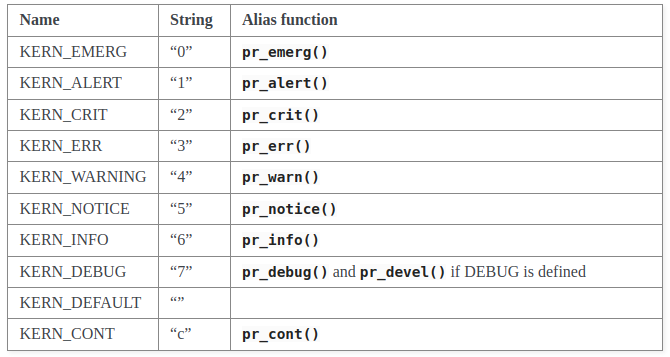 Name String Alias function
KERN_EMERG “0” pr_emerg()
KERN_ALERT “1” pr_alert()
KERN_CRIT “2” pr_crit()
KERN_ERR “3” pr_err()
KERN_WARNING “4” pr_warn()
KERN_NOTICE “5” pr_notice()
KERN_INFO “6” pr_info()
KERN_DEBUG “7” pr_debug() and pr_devel() if DEBUG is defined
KERN_DEFAULT “”
KERN_CONT “c” pr_cont()